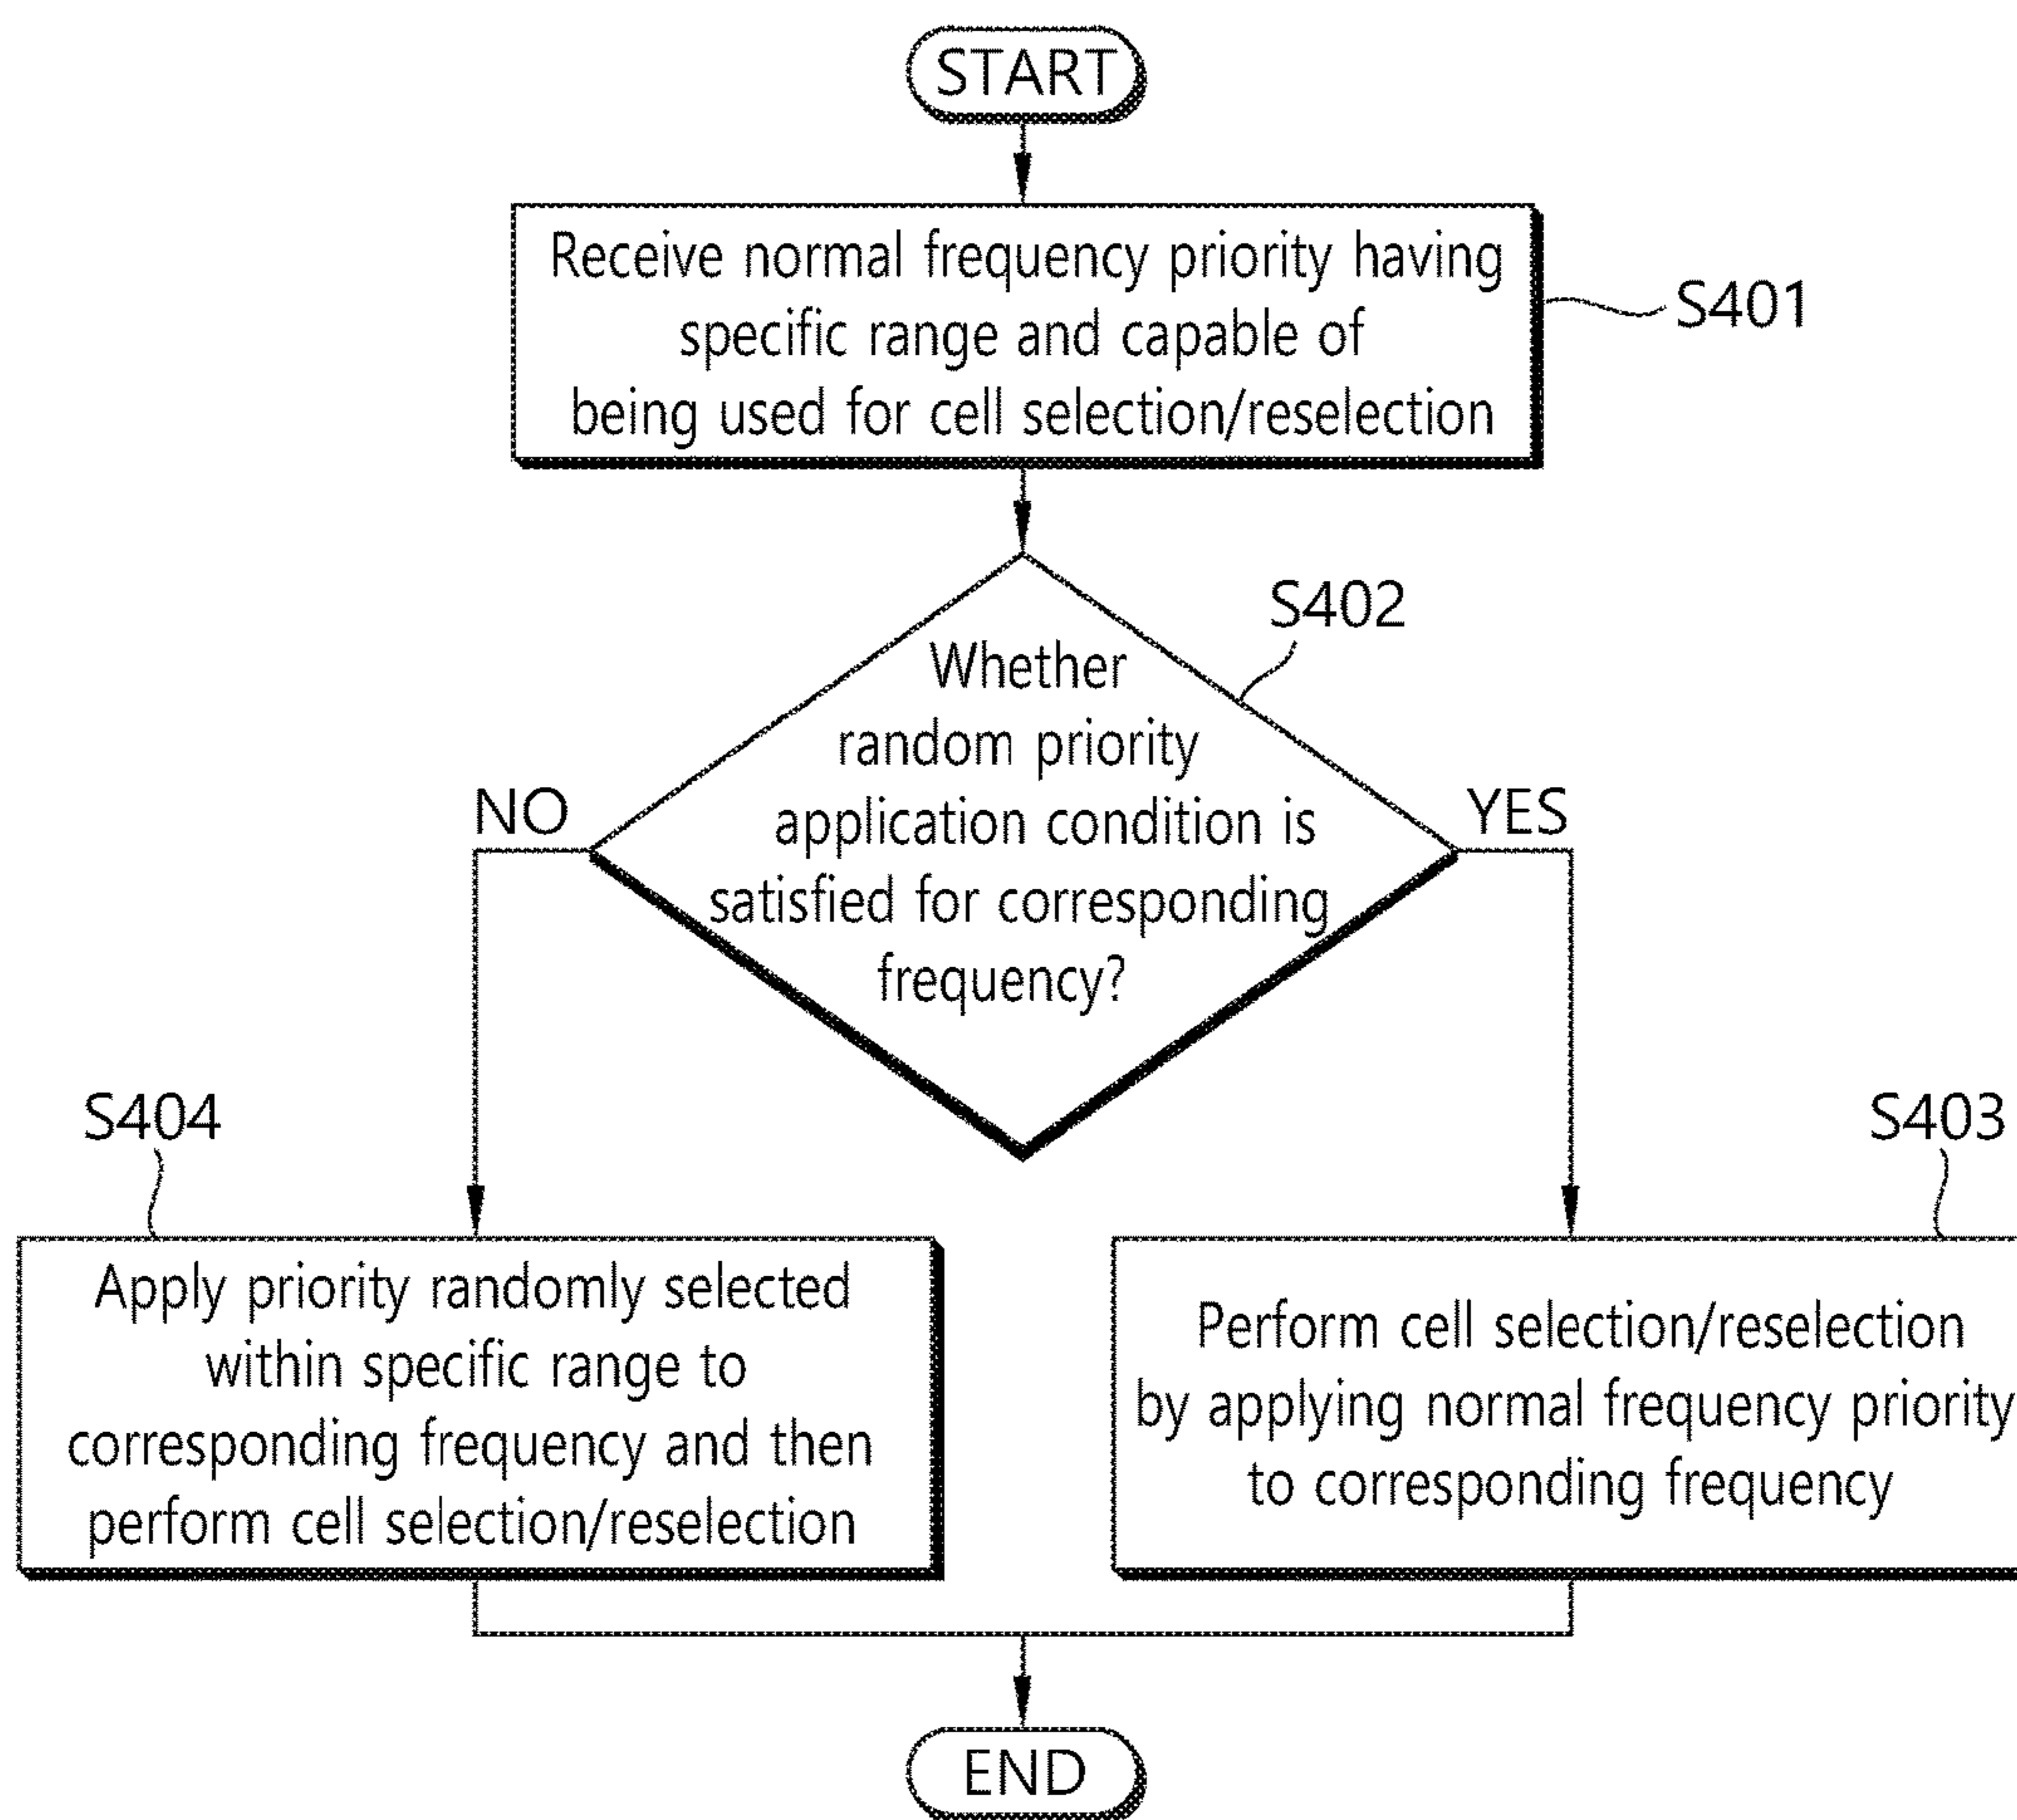 START
Receive normal frequency priority having
specific range and capable of
being used for cell selection/reselection
S401
S402
Whether
random priority
application condition is
satisfied for corresponding
frequency?
NO
YES
S404
S403
Apply priority randomly selected
within specific range to
corresponding frequency and then
perform cell selection/reselection
Perform cell selection/reselection
by applying normal frequency priority
to corresponding frequency
END